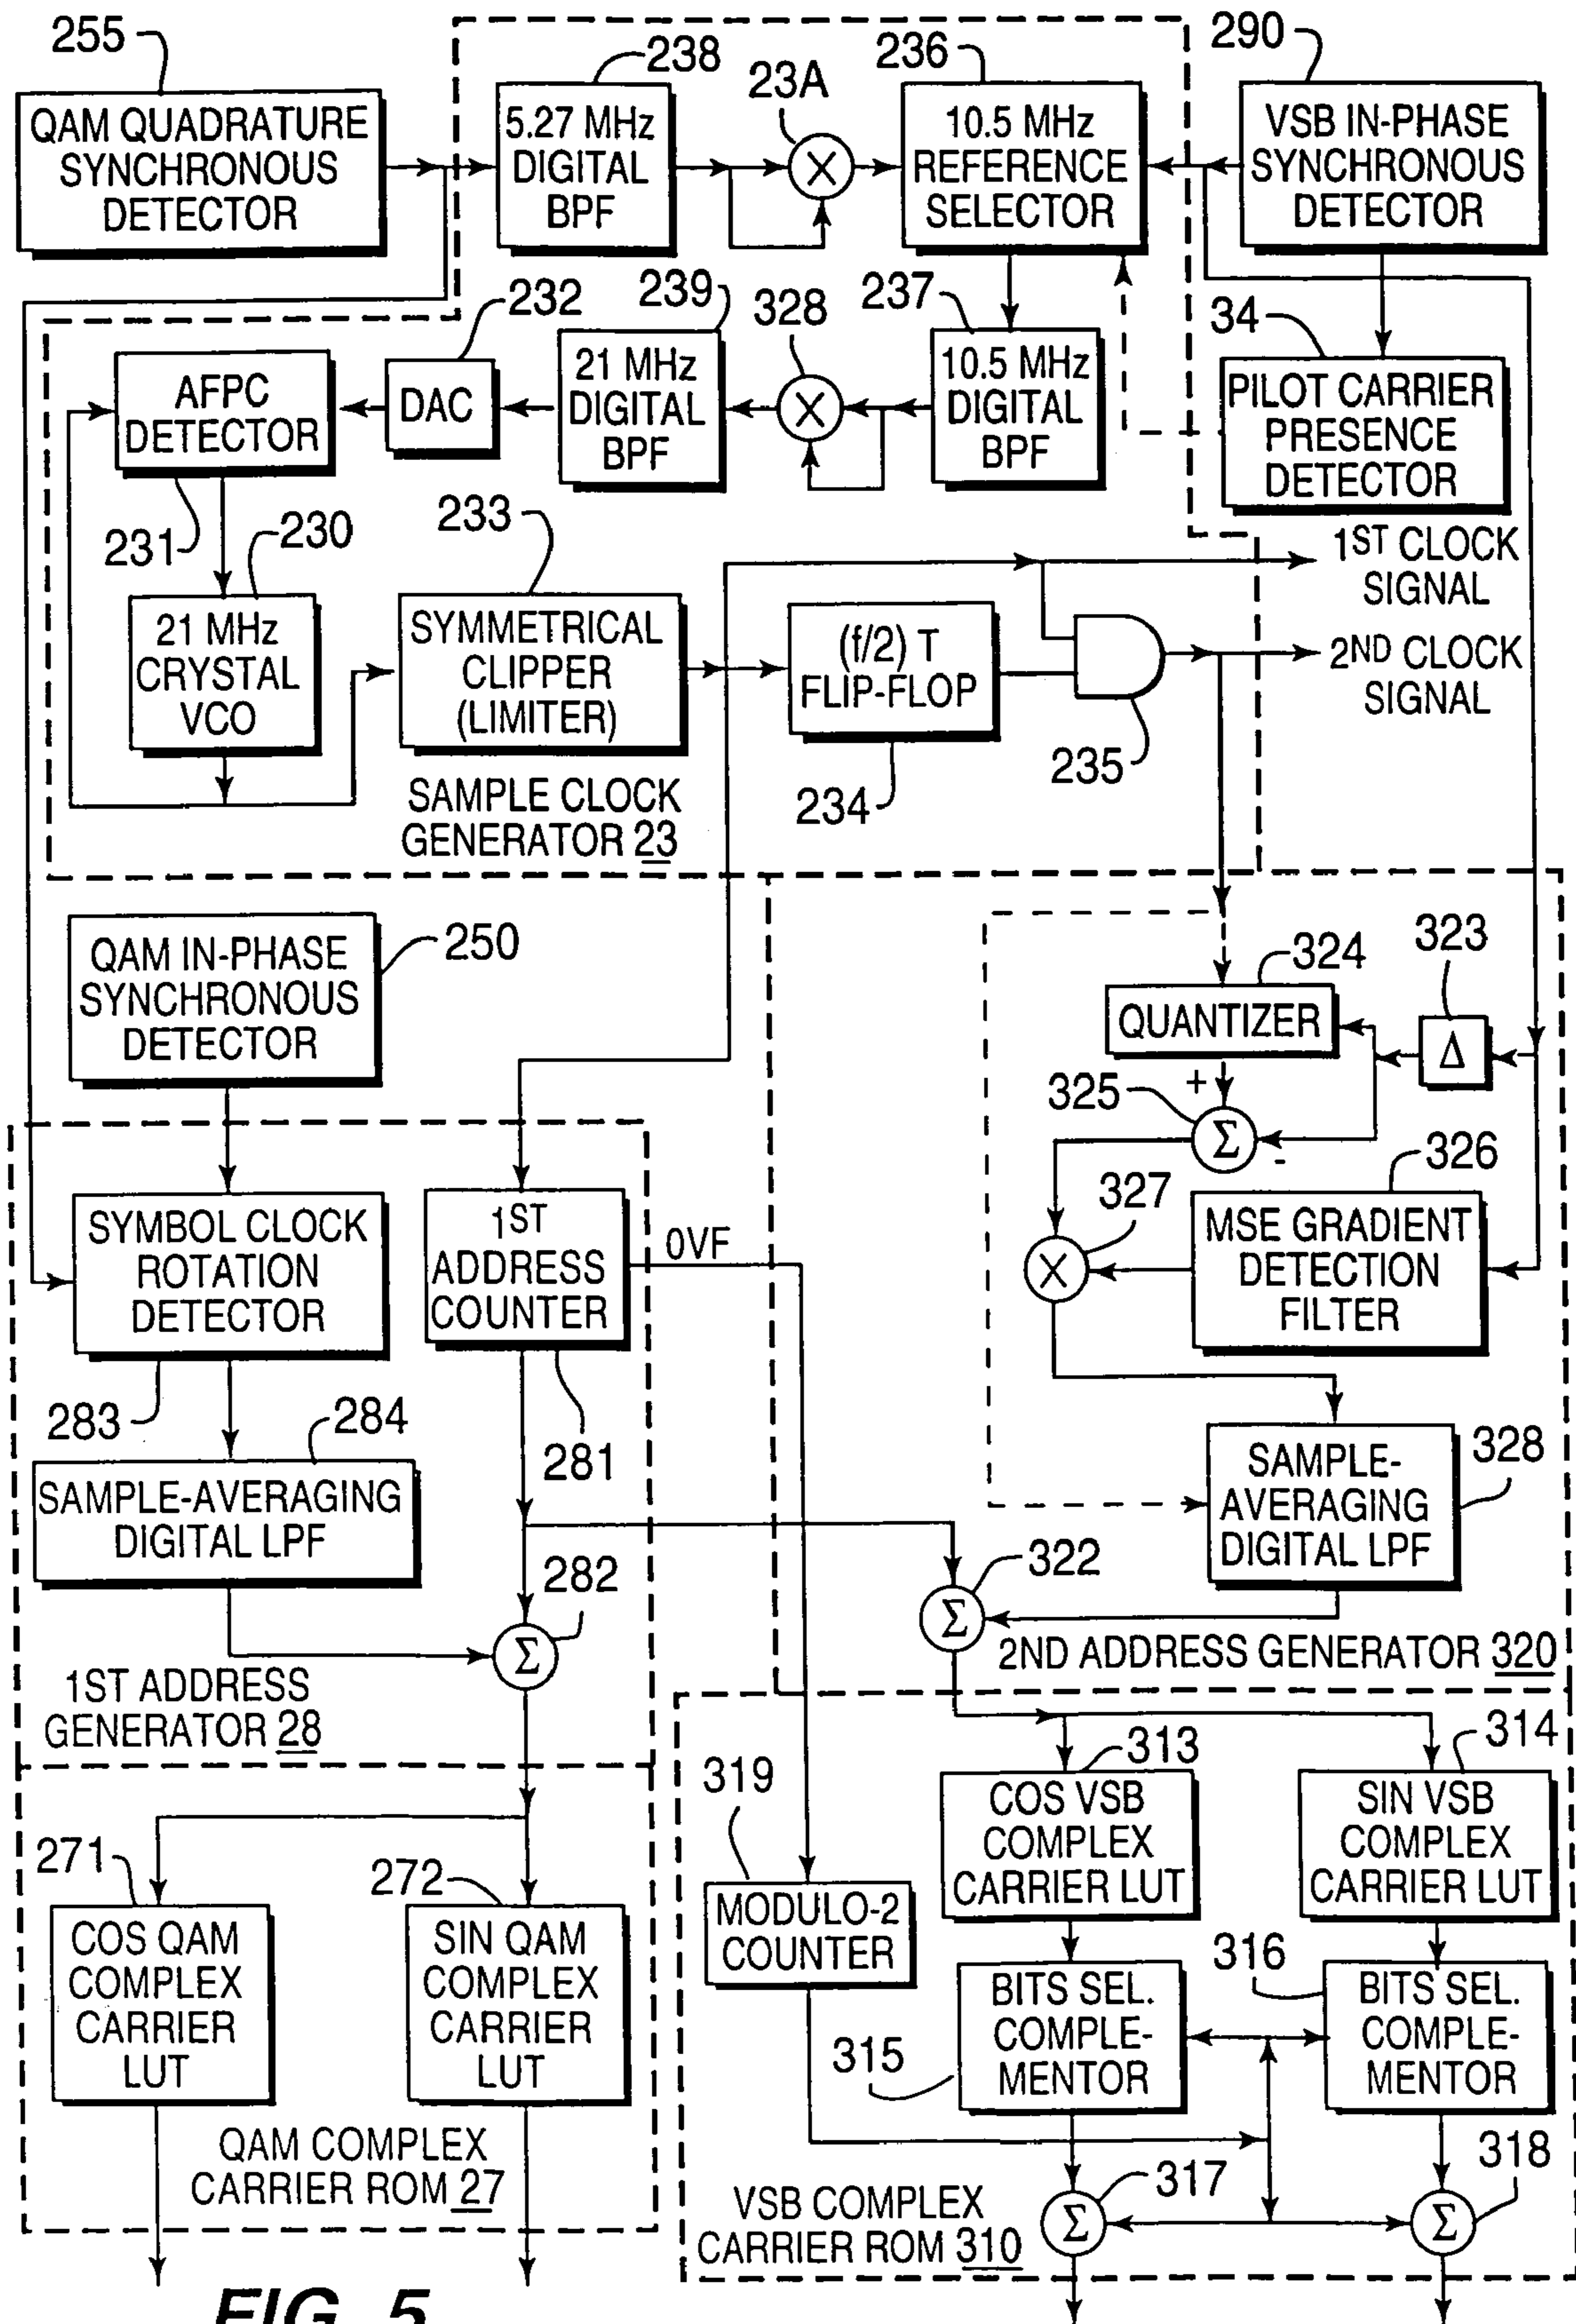 255
238
23A
236
290
QAM QUADRATURE
SYNCHRONOUS
DETECTOR
5.27 MHz
DIGITAL
BPF
X
10.5 MHz
REFERENCE
SELECTOR
VSB IN-PHASE
SYNCHRONOUS
DETECTOR
232
239
328
237
34
AFPC
DETECTOR
DAC
21 MHz
DIGITAL
BPF
X
10.5 MHz
DIGITAL
BPF
PILOT CARRIER
PRESENCE
DETECTOR
231
230
233
1ST CLOCK
SIGNAL
21 MHz
CRYSTAL
VCO
SYMMETRICAL
CLIPPER
(LIMITER)
(f/2) T
FLIP-FLOP
2ND CLOCK
SIGNAL
235
234
SAMPLE CLOCK
GENERATOR 23
QAM IN-PHASE
SYNCHRONOUS
DETECTOR
250
324
323
QUANTIZER
Δ
+
325
Σ
-
326
327
SYMBOL CLOCK
ROTATION
DETECTOR
1ST
ADDRESS
COUNTER
OVF
X
MSE GRADIENT
DETECTION
FILTER
283
284
281
SAMPLE-AVERAGING
DIGITAL LPF
SAMPLE-
AVERAGING
DIGITAL LPF
328
282
322
Σ
Σ
1ST ADDRESS
GENERATOR 28
2ND ADDRESS GENERATOR 320
319
313
314
COS VSB
COMPLEX
CARRIER LUT
SIN VSB
COMPLEX
CARRIER LUT
271
272
COS QAM
COMPLEX
CARRIER
LUT
SIN QAM
COMPLEX
CARRIER
LUT
MODULO-2
COUNTER
315
BITS SEL.
COMPLE-
MENTOR
316
BITS SEL.
COMPLE-
MENTOR
QAM COMPLEX
CARRIER ROM 27
317
318
Σ
Σ
VSB COMPLEX
CARRIER ROM 310
FIG. 5